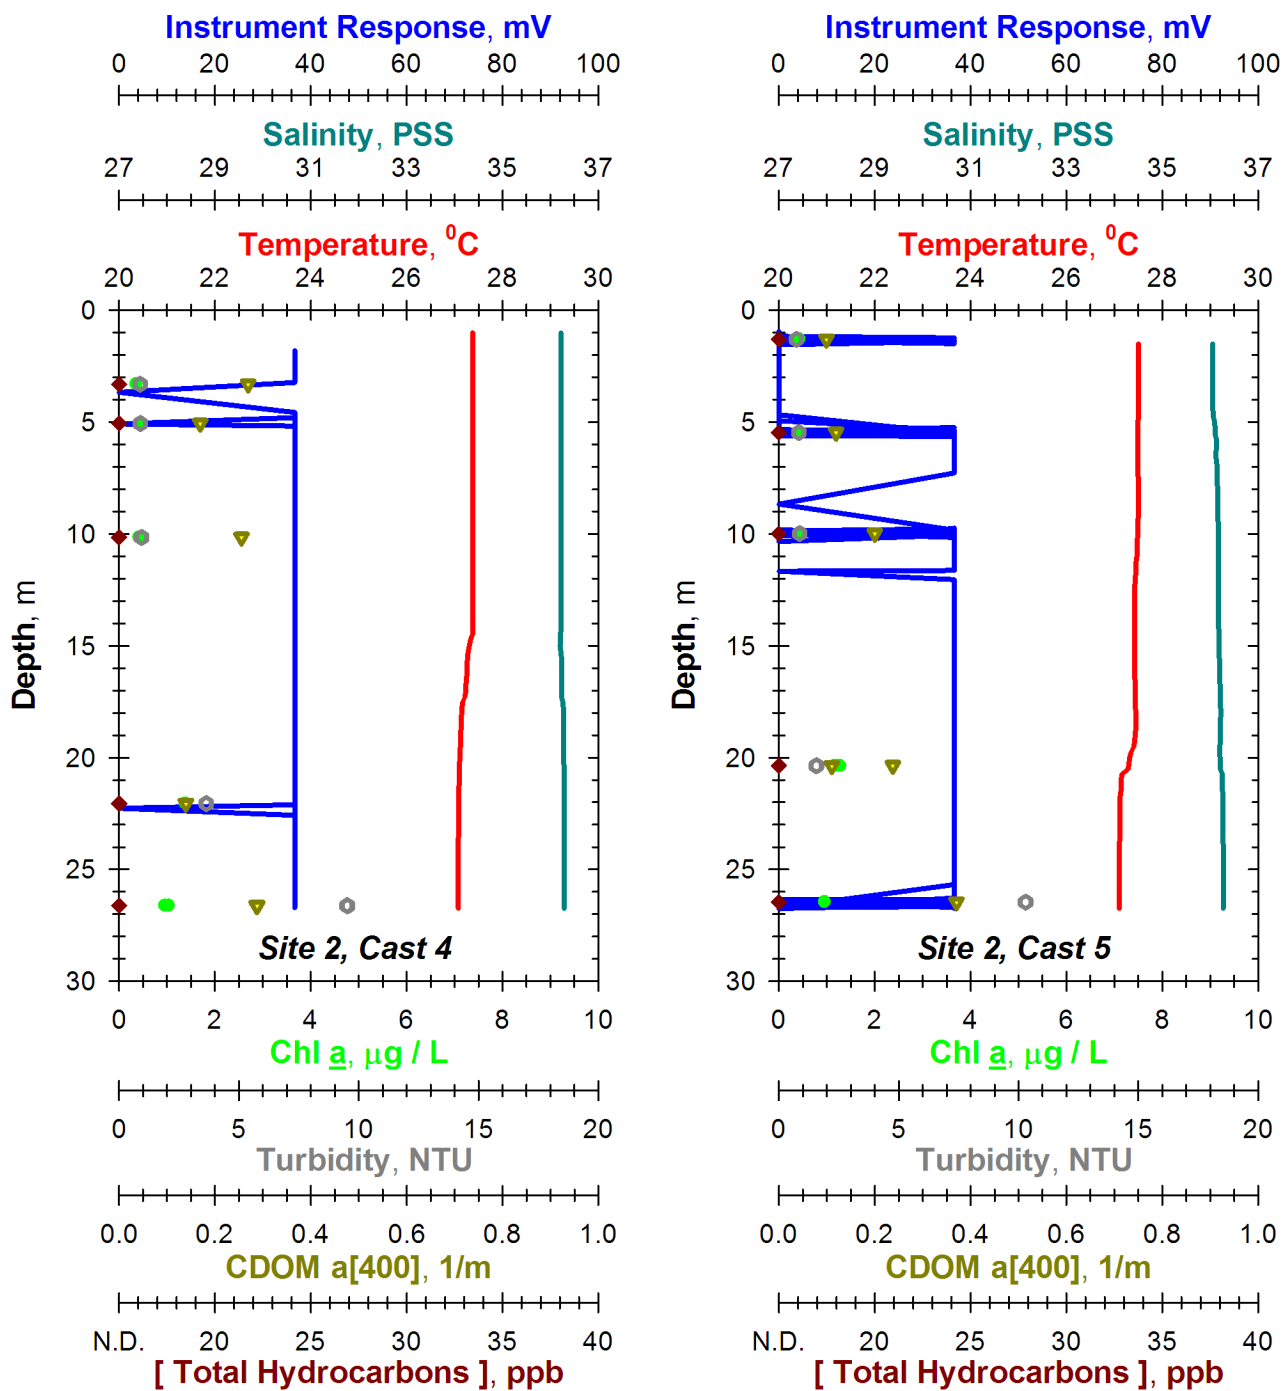 Instrument Response, mV
0 20 40 60 80 100
Salinity, PSS
27 29 31 33 35 37
Temperature, ⁰C
20 22 24 26 28 30
0
5
10
15
20
25
30
Depth, m
Site 2, Cast 4
0 2 4 6 8 10
Chl a, µg / L
0 5 10 15 20
Turbidity, NTU
0.0 0.2 0.4 0.6 0.8 1.0
CDOM a[400], 1/m
N.D. 20 25 30 35 40
[ Total Hydrocarbons ], ppb
Instrument Response, mV
0 20 40 60 80 100
Salinity, PSS
27 29 31 33 35 37
Temperature, ⁰C
20 22 24 26 28 30
0
5
10
15
20
25
30
Depth, m
Site 2, Cast 5
0 2 4 6 8 10
Chl a, µg / L
0 5 10 15 20
Turbidity, NTU
0.0 0.2 0.4 0.6 0.8 1.0
CDOM a[400], 1/m
N.D. 20 25 30 35 40
[ Total Hydrocarbons ], ppb